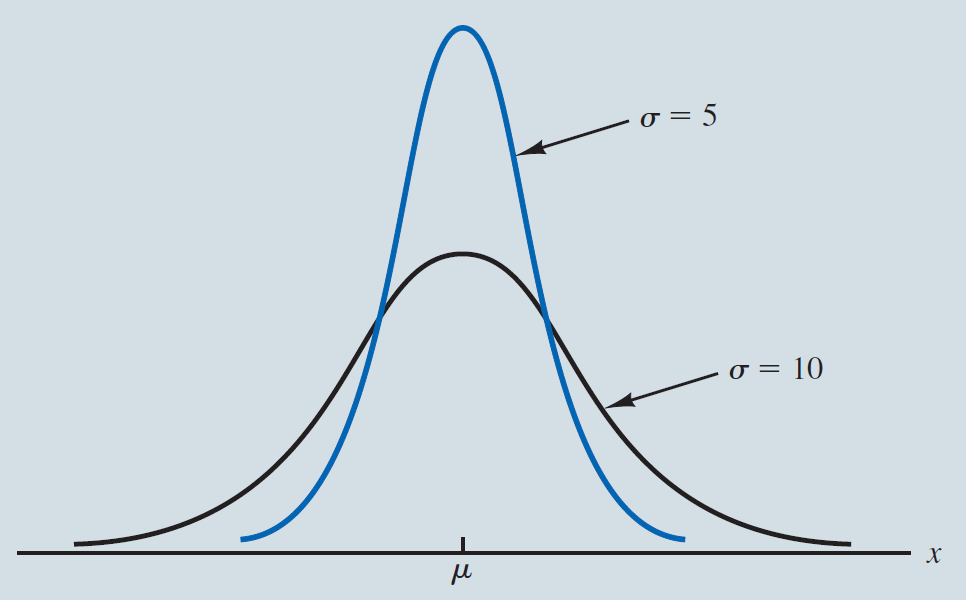 σ = 5
σ = 10
x
μ